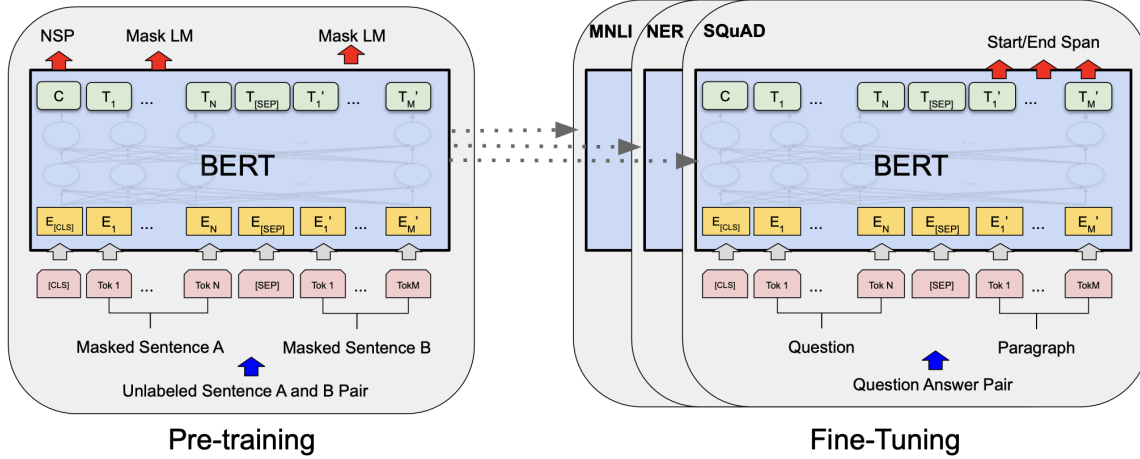 NSP Mask LM Mask LM
C T1 ... TN T[SEP] T1' ... TM'
...
BERT
...
E[CLS] E1 ... EN E[SEP] E1' ... EM'
[CLS] Tok 1 ... Tok N [SEP] Tok 1 ... TokM
Masked Sentence A Masked Sentence B
Unlabeled Sentence A and B Pair
Pre-training
MNLI NER SQuAD
Start/End Span
C T1 ... TN T[SEP] T1' ... TM'
...
BERT
...
E[CLS] E1 ... EN E[SEP] E1' ... EM'
[CLS] Tok 1 ... Tok N [SEP] Tok 1 ... TokM
Question Paragraph
Question Answer Pair
Fine-Tuning